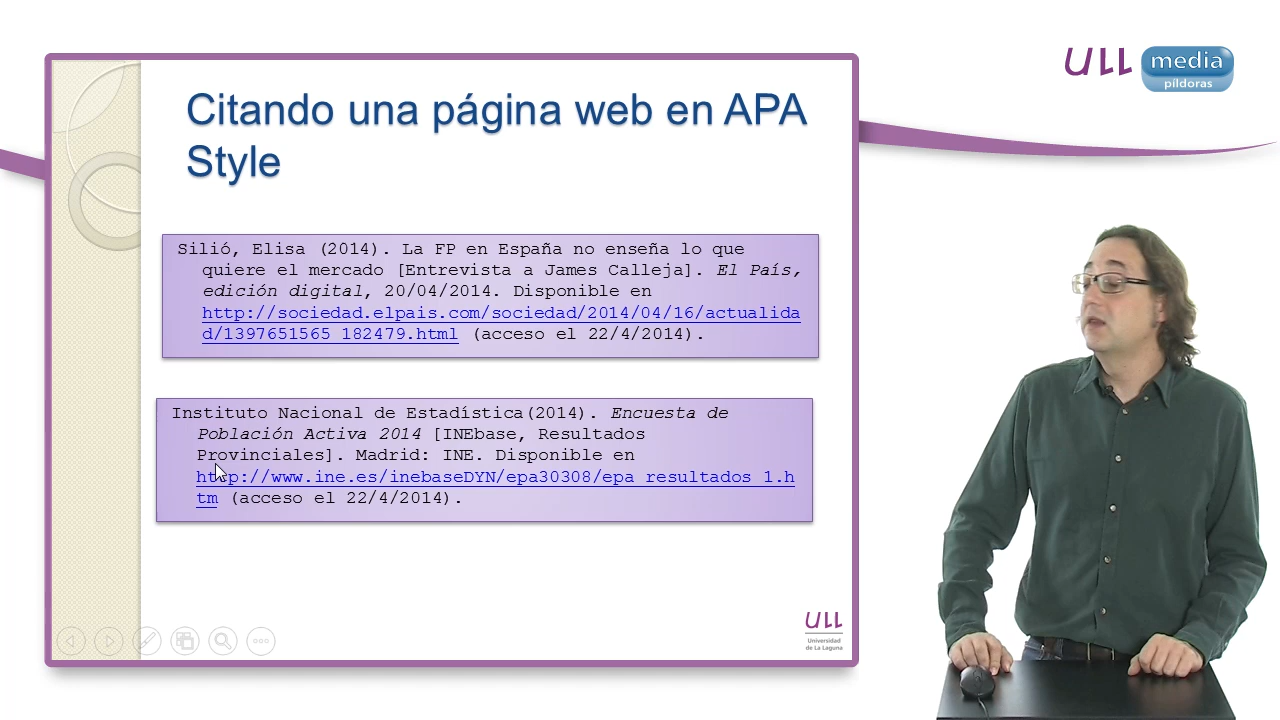 ULL media
píldoras
Citando una página web en APA
Style
Silió, Elisa (2014). La FP en España no enseña lo que
quiere el mercado [Entrevista a James Calleja]. El País,
edición digital, 20/04/2014. Disponible en
http://sociedad.elpais.com/sociedad/2014/04/16/actualida
d/1397651565_182479.html (acceso el 22/4/2014).
Instituto Nacional de Estadística(2014). Encuesta de
Población Activa 2014 [INEbase, Resultados
Provinciales]. Madrid: INE. Disponible en
http://www.ine.es/inebaseDYN/epa30308/epa_resultados_1.h
tm (acceso el 22/4/2014).
ULL
Universidad
de La Laguna